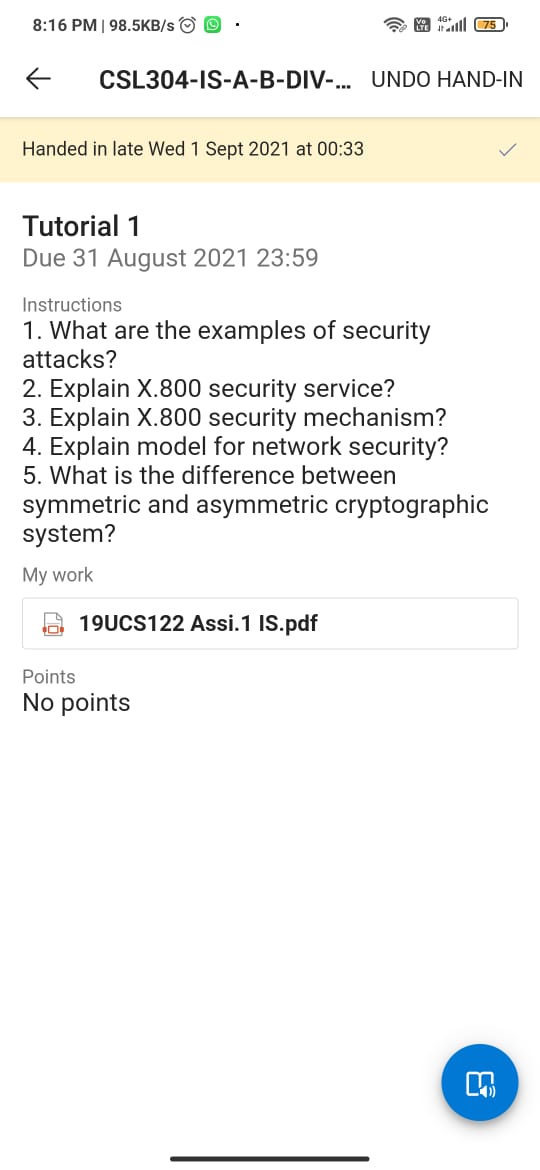 8:16 PM | 98.5KB/s
Vo LTE 4G+ 75
CSL304-IS-A-B-DIV-... UNDO HAND-IN
Handed in late Wed 1 Sept 2021 at 00:33
Tutorial 1
Due 31 August 2021 23:59
Instructions
1. What are the examples of security
attacks?
2. Explain X.800 security service?
3. Explain X.800 security mechanism?
4. Explain model for network security?
5. What is the difference between
symmetric and asymmetric cryptographic
system?
My work
19UCS122 Assi.1 IS.pdf
Points
No points